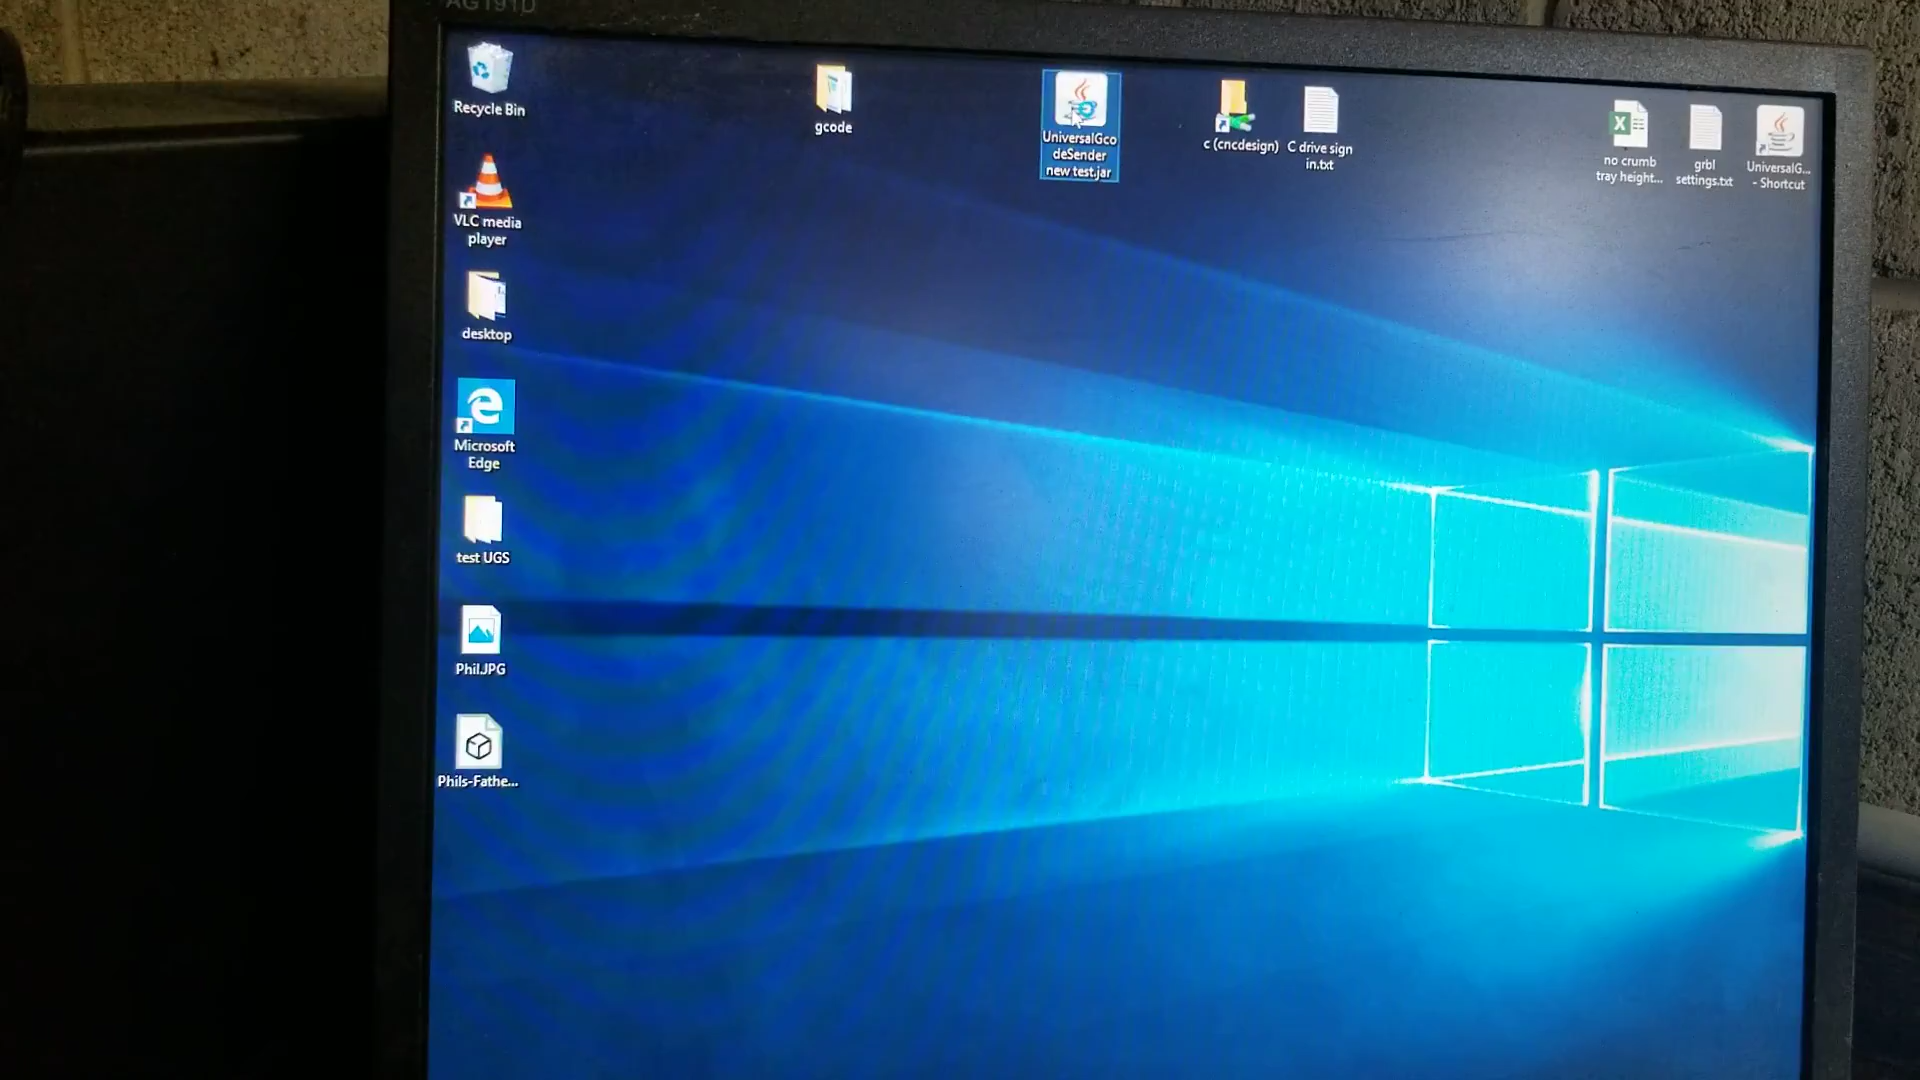 AG191D
Recycle Bin
gcode
UniversalGco
deSender
new test.jar
c (cncdesign)
C drive sign
in.txt
no crumb
tray height...
grbl
settings.txt
UniversalG...
- Shortcut
VLC media
player
desktop
Microsoft
Edge
test UGS
Phil.JPG
Phils-Fathe...